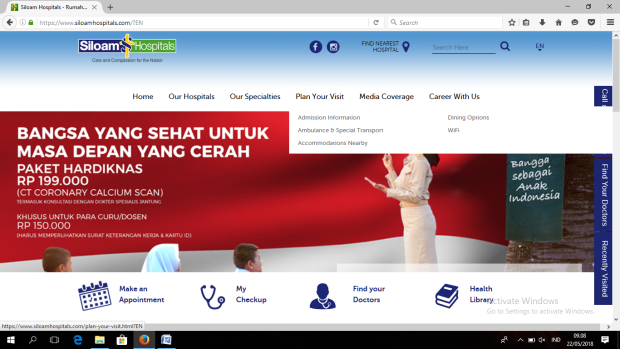 Siloam Hospitals - Rumah...
https://www.siloamhospitals.com/?EN
Search
Siloam Hospitals
Care and Compassion for the Nation
FIND NEAREST
HOSPITAL
Search Here
EN
Home Our Hospitals Our Specialties Plan Your Visit Media Coverage Career With Us
Admission Information Dining Options
Ambulance & Special Transport WiFi
Accommodations Nearby
BANGSA YANG SEHAT UNTUK
MASA DEPAN YANG CERAH
PAKET HARDIKNAS
RP 199.000
(CT CORONARY CALCIUM SCAN)
TERMASUK KONSULTASI DENGAN DOKTER SPESIALIS JANTUNG
KHUSUS UNTUK PARA GURU/DOSEN
RP 150.000
(HARUS MEMPERLIHATKAN SURAT KETERANGAN KERJA & KARTU ID)
Bangga
sebagai
Anak
Indonesia
Call
Find Your Doctors
Recently Visited
Make an
Appointment
My
Checkup
Find your
Doctors
Health
Library
Activate Windows
Go to Settings to activate Windows.
https://www.siloamhospitals.com/plan-your-visit.html?EN
IND
09.08
22/05/2018